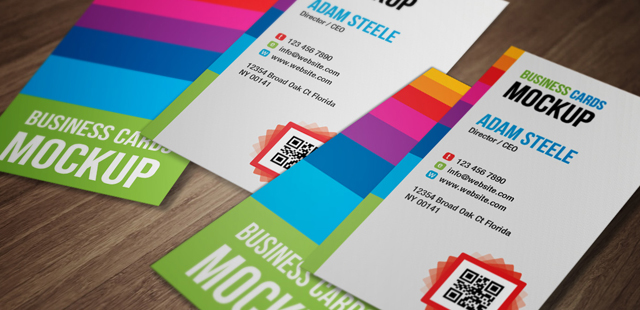 BUSINESS CARDS
MOCKUP
MOCKUP
ADAM STEELE
Director / CEO
t 123 456 7890
e info@website.com
w www.website.com
12354 Broad Oak Ct Florida
NY 00141
BUSINESS CARDS
MOCKUP
BUSINESS CARDS
MOCKUP
ADAM STEELE
Director / CEO
t 123 456 7890
e info@website.com
w www.website.com
12354 Broad Oak Ct Florida
NY 00141